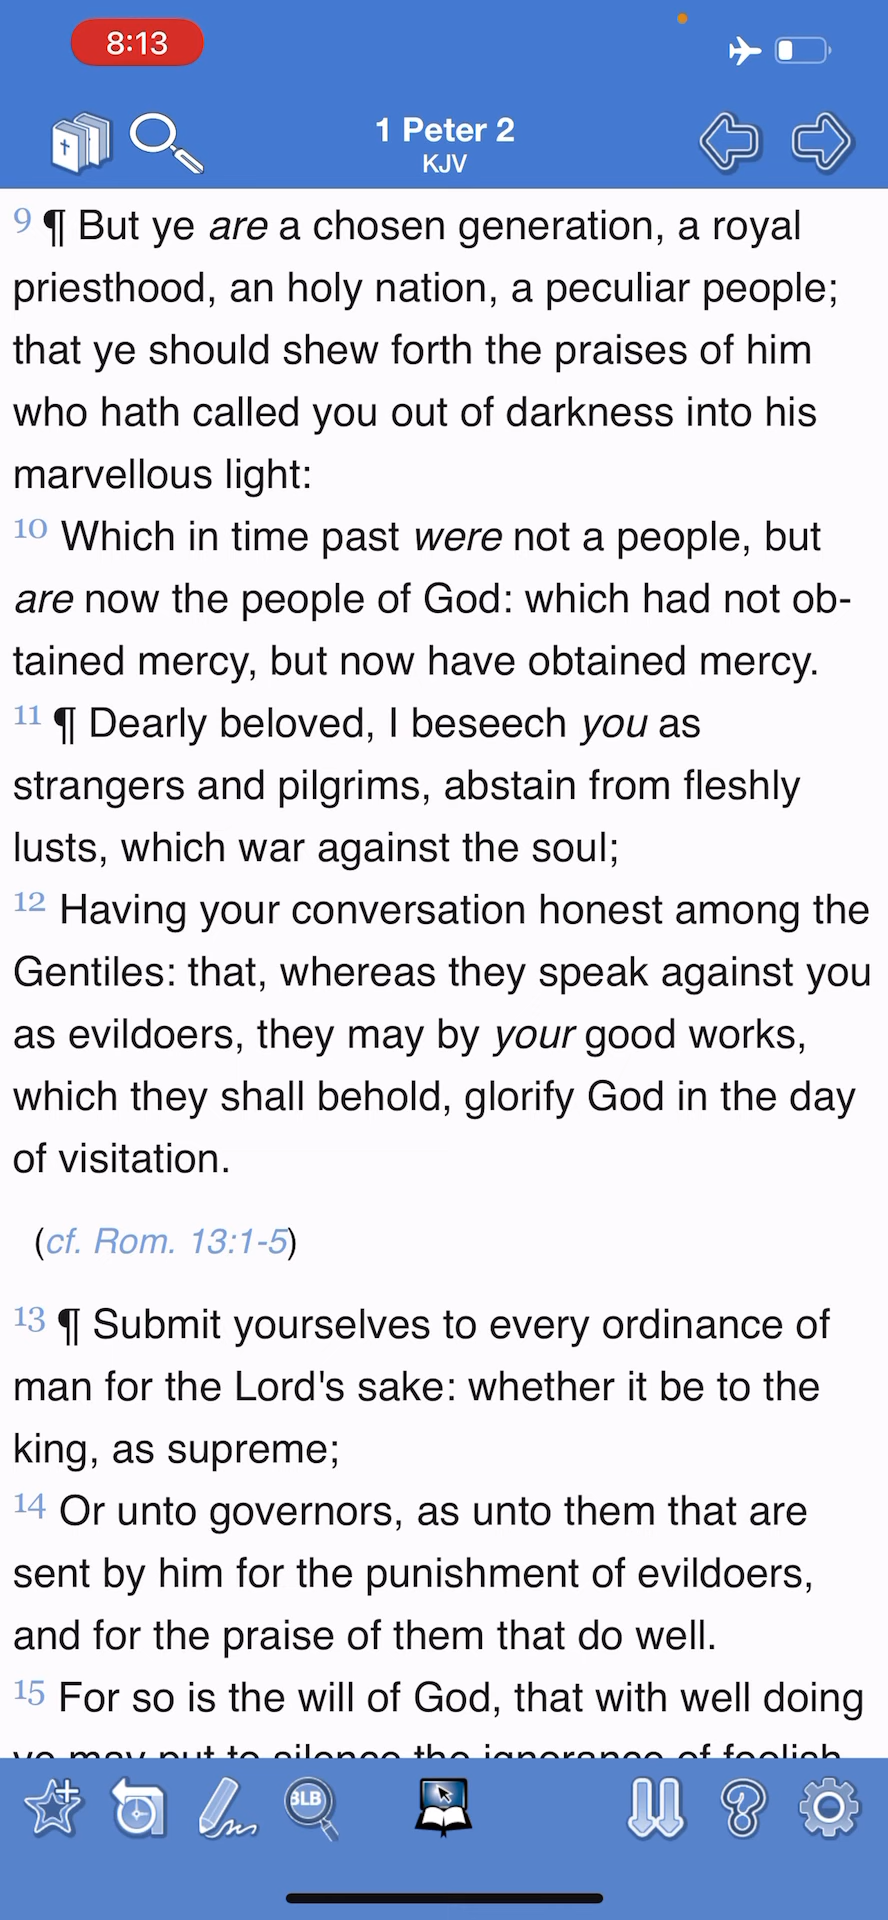 8:13
1 Peter 2
KJV
9 ¶ But ye are a chosen generation, a royal
priesthood, an holy nation, a peculiar people;
that ye should shew forth the praises of him
who hath called you out of darkness into his
marvellous light:
10 Which in time past were not a people, but
are now the people of God: which had not ob-
tained mercy, but now have obtained mercy.
11 ¶ Dearly beloved, I beseech you as
strangers and pilgrims, abstain from fleshly
lusts, which war against the soul;
12 Having your conversation honest among the
Gentiles: that, whereas they speak against you
as evildoers, they may by your good works,
which they shall behold, glorify God in the day
of visitation.
(cf. Rom. 13:1-5)
13 ¶ Submit yourselves to every ordinance of
man for the Lord's sake: whether it be to the
king, as supreme;
14 Or unto governors, as unto them that are
sent by him for the punishment of evildoers,
and for the praise of them that do well.
15 For so is the will of God, that with well doing
ye may put to silence the ignorance of foolish
BLB